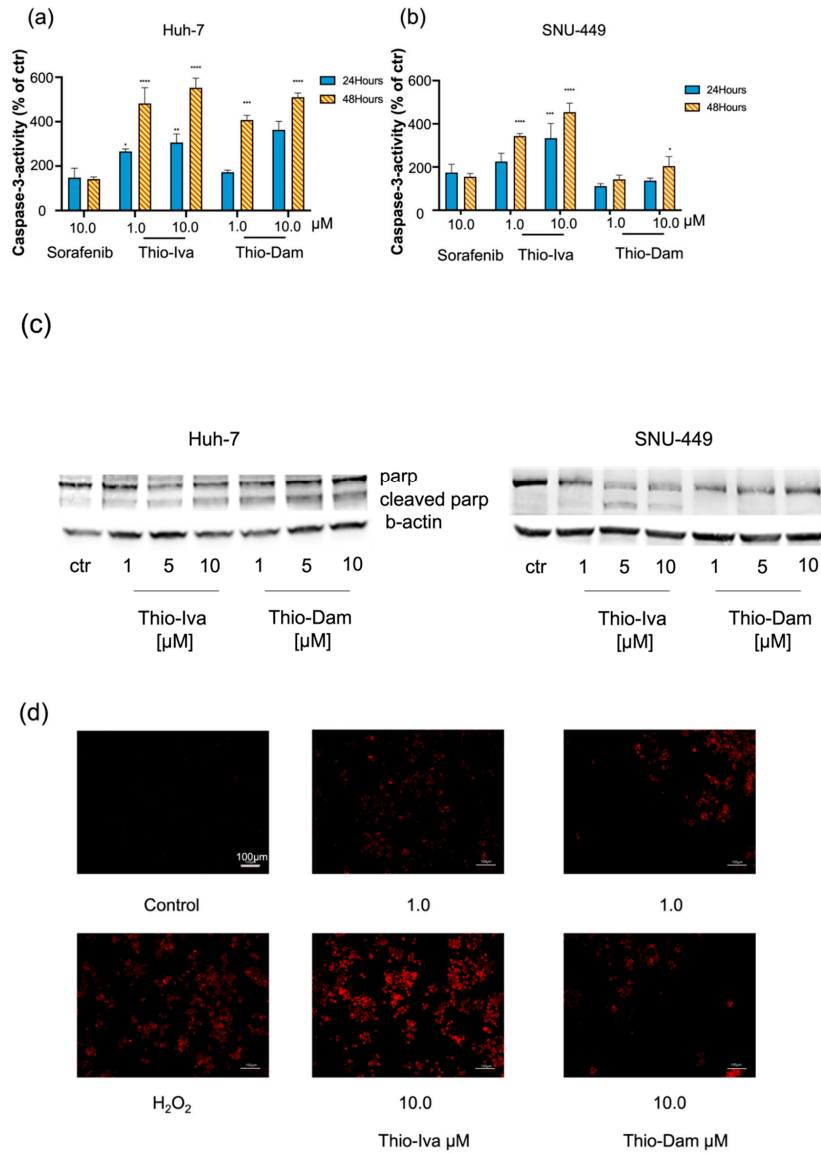 (a)
Huh-7
Caspase-3-activity (% of ctr)
600
400
200
0
* **** ** **** *** ****
24Hours
48Hours
10.0 1.0 10.0 1.0 10.0 µM
Sorafenib Thio-Iva Thio-Dam
(b)
SNU-449
Caspase-3-activity (% of ctr)
600
400
200
0
**** *** **** *
24Hours
48Hours
10.0 1.0 10.0 1.0 10.0
Sorafenib Thio-Iva Thio-Dam
(c)
Huh-7
parp
cleaved parp
b-actin
ctr 1 5 10 1 5 10
Thio-Iva Thio-Dam
[µM] [µM]
SNU-449
ctr 1 5 10 1 5 10
Thio-Iva Thio-Dam
[µM] [µM]
(d)
100µm 100µm 100µm
Control 1.0 1.0
100µm 100µm 100µm
H₂O₂ 10.0 10.0
Thio-Iva µM Thio-Dam µM